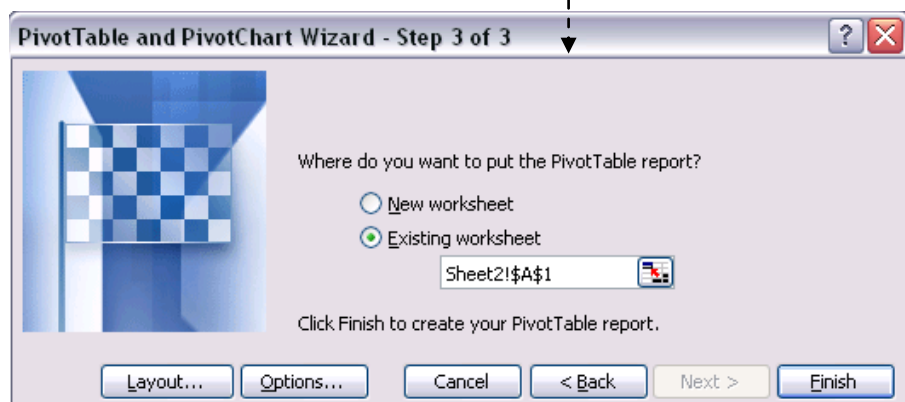 PivotTable and PivotChart Wizard - Step 3 of 3 ?
Where do you want to put the PivotTable report?
New worksheet
Existing worksheet
Sheet2!$A$1
Click Finish to create your PivotTable report.
Layout... Options... Cancel < Back Next > Finish